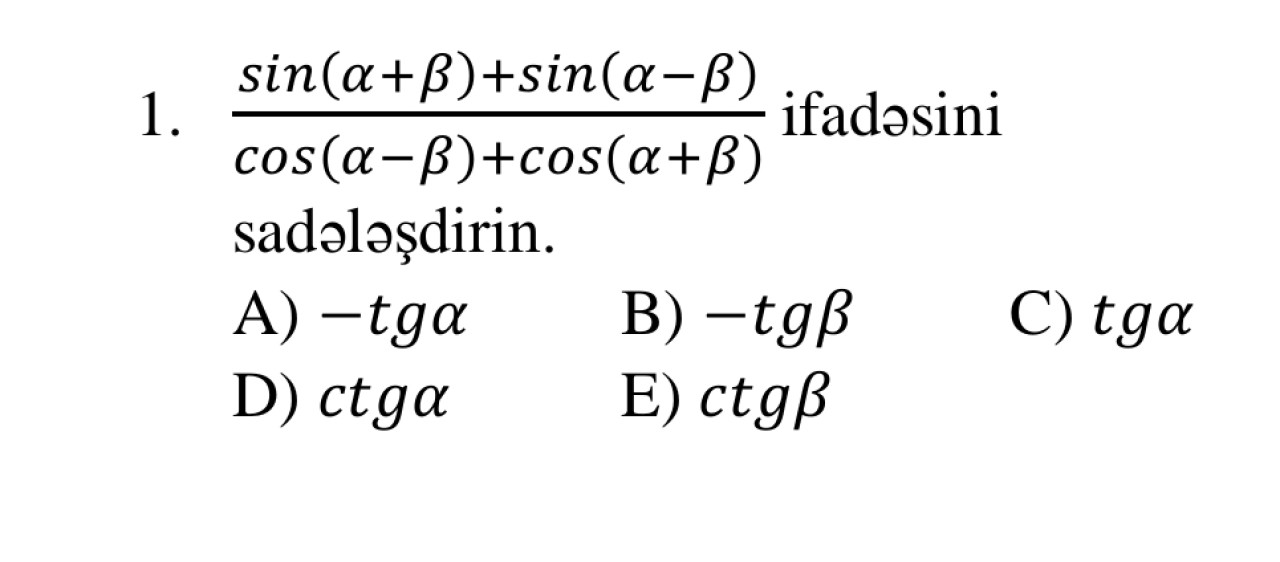 1. sin(α+β)+sin(α−β)/cos(α−β)+cos(α+β) ifadəsini
sadələşdirin.
A) −tgα B) −tgβ C) tgα
D) ctgα E) ctgβ